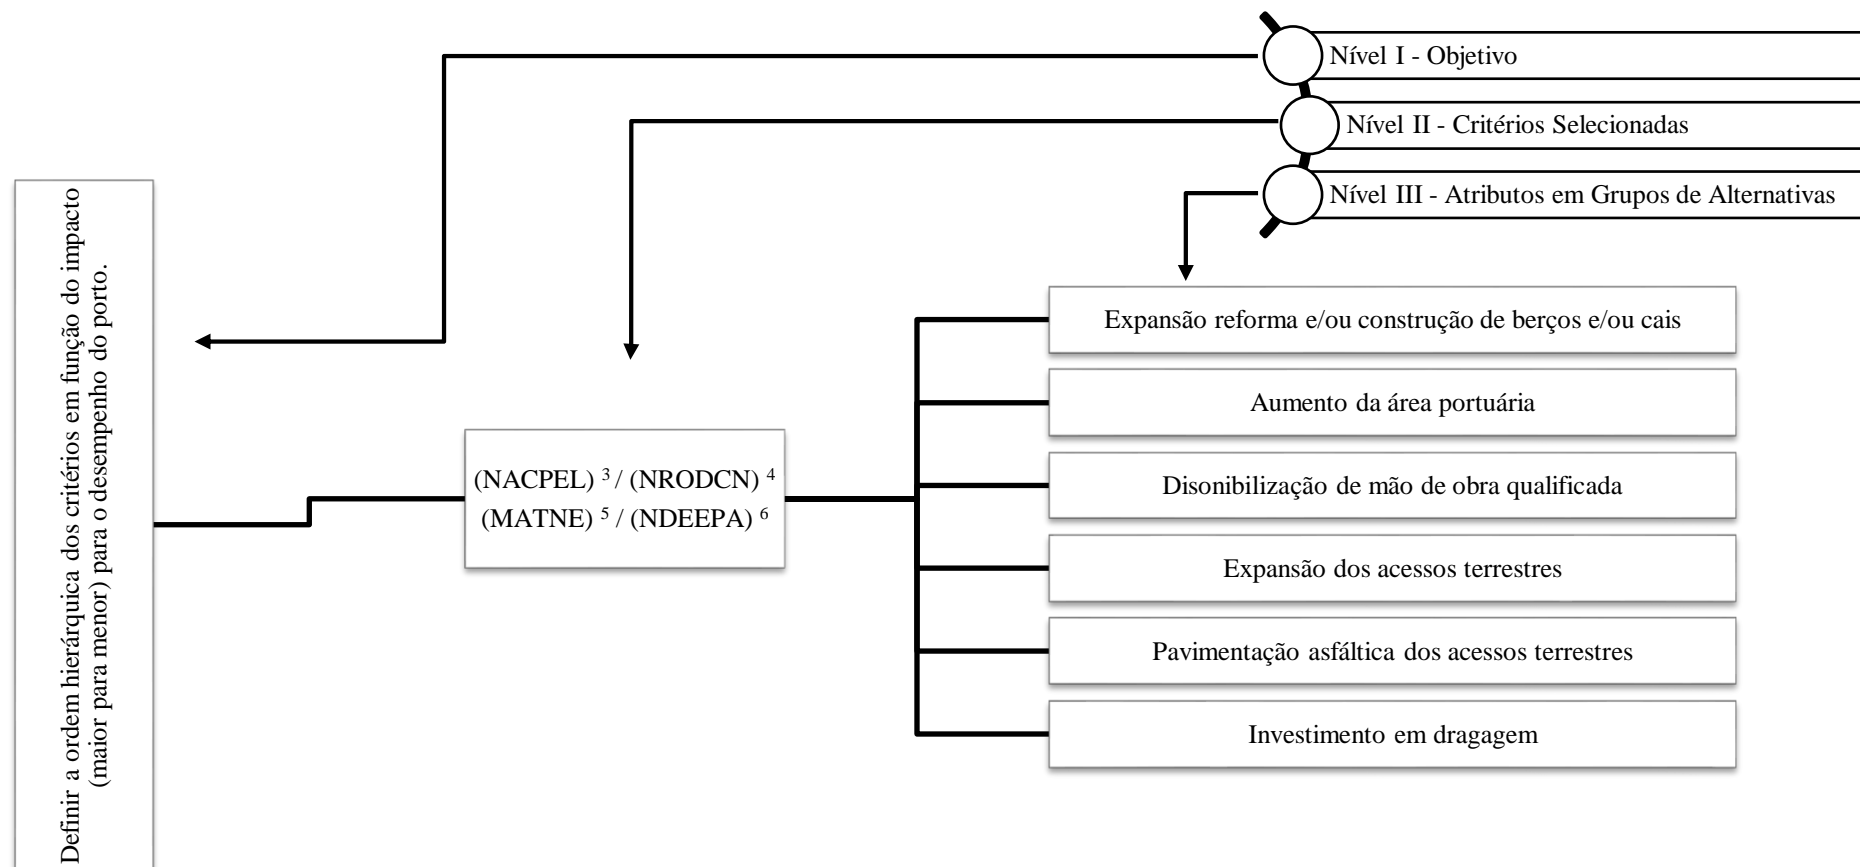 Nível I - Objetivo
Nível II - Critérios Selecionadas
Nível III - Atributos em Grupos de Alternativas
Definir a ordem hierárquica dos critérios em função do impacto
(maior para menor) para o desempenho do porto.
(NACPEL) ³ / (NRODCN) ⁴
(MATNE) ⁵ / (NDEEPA) ⁶
Expansão reforma e/ou construção de berços e/ou cais
Aumento da área portuária
Disonibilização de mão de obra qualificada
Expansão dos acessos terrestres
Pavimentação asfáltica dos acessos terrestres
Investimento em dragagem